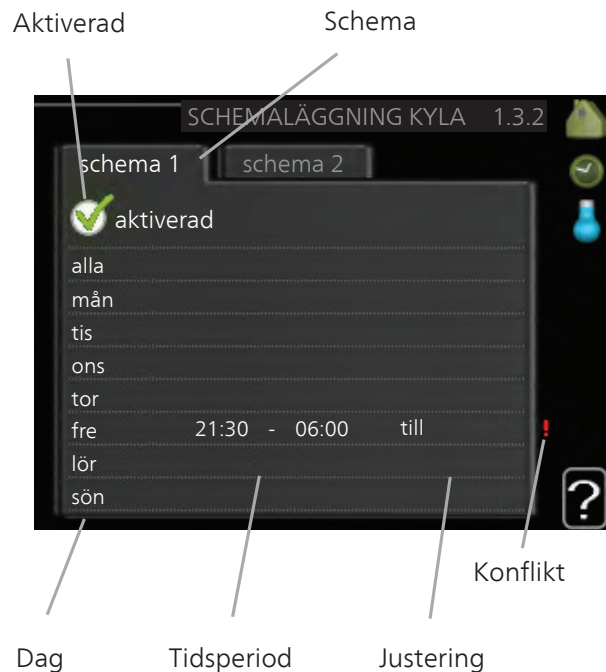 Aktiverad Schema
SCHEMALÄGGNING KYLA 1.3.2
schema 1 schema 2
aktiverad
alla
mån
tis
ons
tor
fre 21:30 - 06:00 till !
lör
sön
?
Konflikt
Dag Tidsperiod Justering